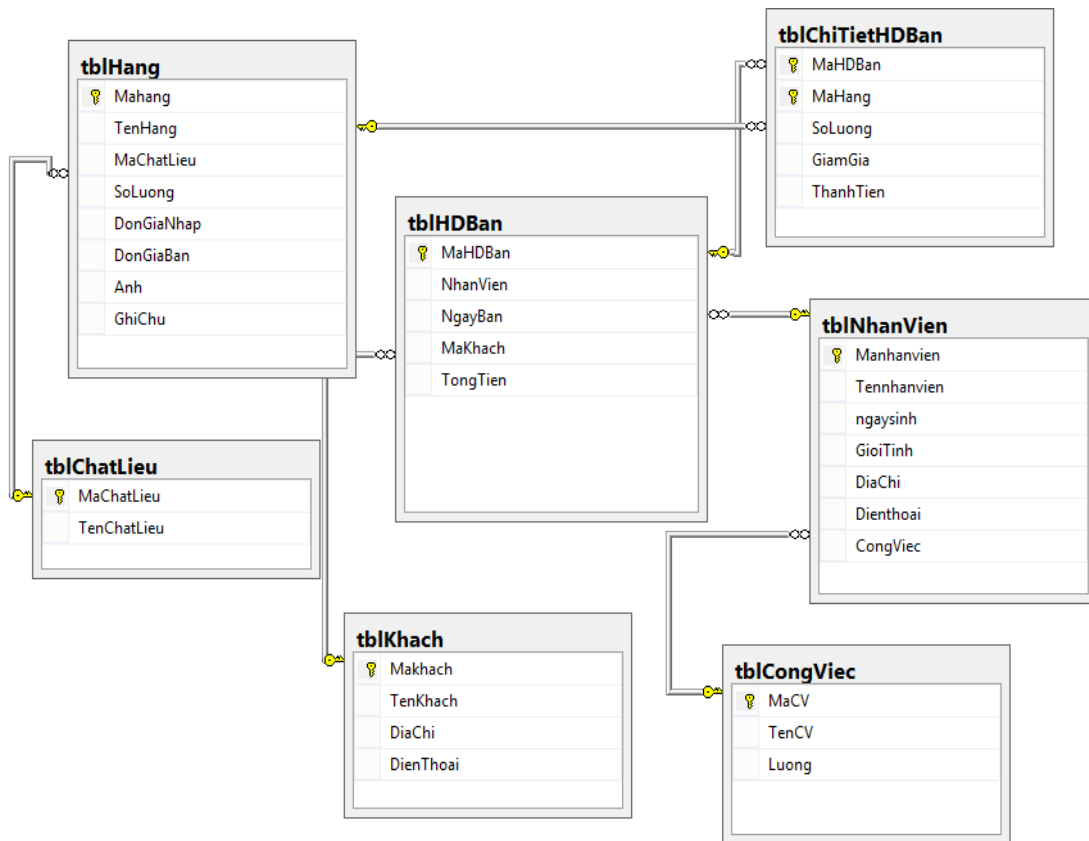 tblHang
Mahang
TenHang
MaChatLieu
SoLuong
DonGiaNhap
DonGiaBan
Anh
GhiChu
tblChiTietHDBan
MaHDBan
MaHang
SoLuong
GiamGia
ThanhTien
tblHDBan
MaHDBan
NhanVien
NgayBan
MaKhach
TongTien
tblNhanVien
Manhanvien
Tennhanvien
ngaysinh
GioiTinh
DiaChi
Dienthoai
CongViec
tblChatLieu
MaChatLieu
TenChatLieu
tblKhach
Makhach
TenKhach
DiaChi
DienThoai
tblCongViec
MaCV
TenCV
Luong